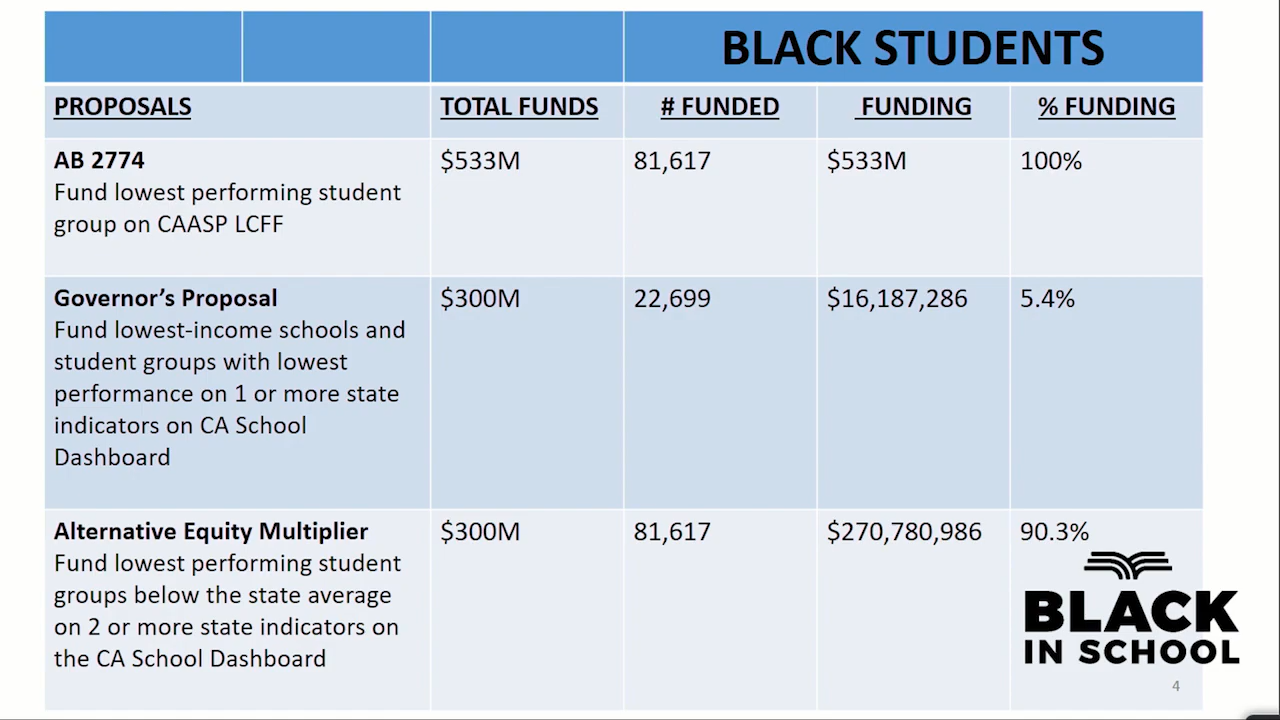 BLACK STUDENTS
PROPOSALS TOTAL FUNDS # FUNDED FUNDING % FUNDING
AB 2774 $533M 81,617 $533M 100%
Fund lowest performing student
group on CAASP LCFF
Governor's Proposal $300M 22,699 $16,187,286 5.4%
Fund lowest-income schools and
student groups with lowest
performance on 1 or more state
indicators on CA School
Dashboard
Alternative Equity Multiplier $300M 81,617 $270,780,986 90.3%
Fund lowest performing student
groups below the state average
on 2 or more state indicators on
the CA School Dashboard
BLACK
IN SCHOOL
4